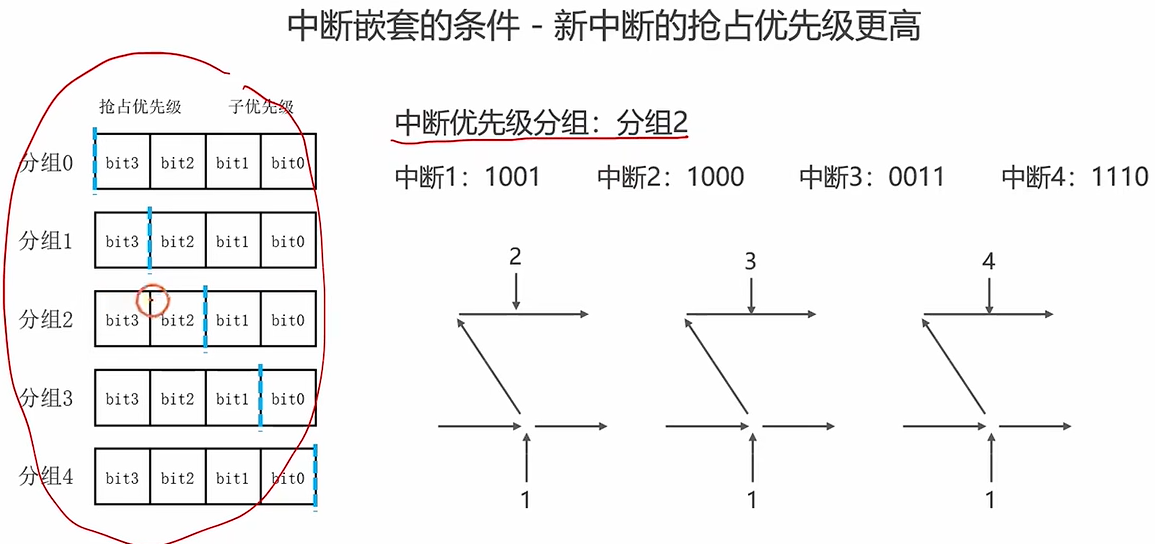 中断嵌套的条件 - 新中断的抢占优先级更高
抢占优先级 子优先级
分组0 bit3 bit2 bit1 bit0
分组1 bit3 bit2 bit1 bit0
分组2 bit3 bit2 bit1 bit0
分组3 bit3 bit2 bit1 bit0
分组4 bit3 bit2 bit1 bit0
中断优先级分组：分组2
中断1：1001 中断2：1000 中断3：0011 中断4：1110
2 3 4
1 1 1